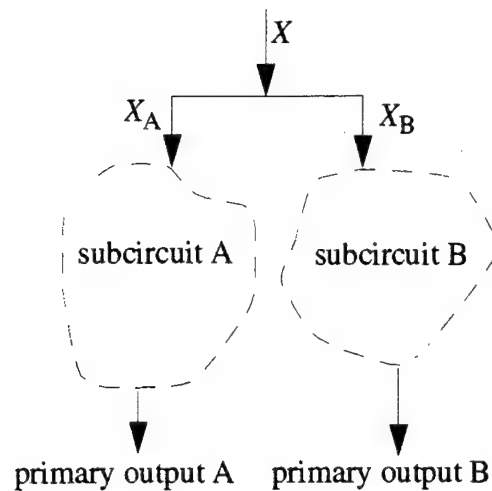 X
X_A X_B
subcircuit A subcircuit B
primary output A primary output B